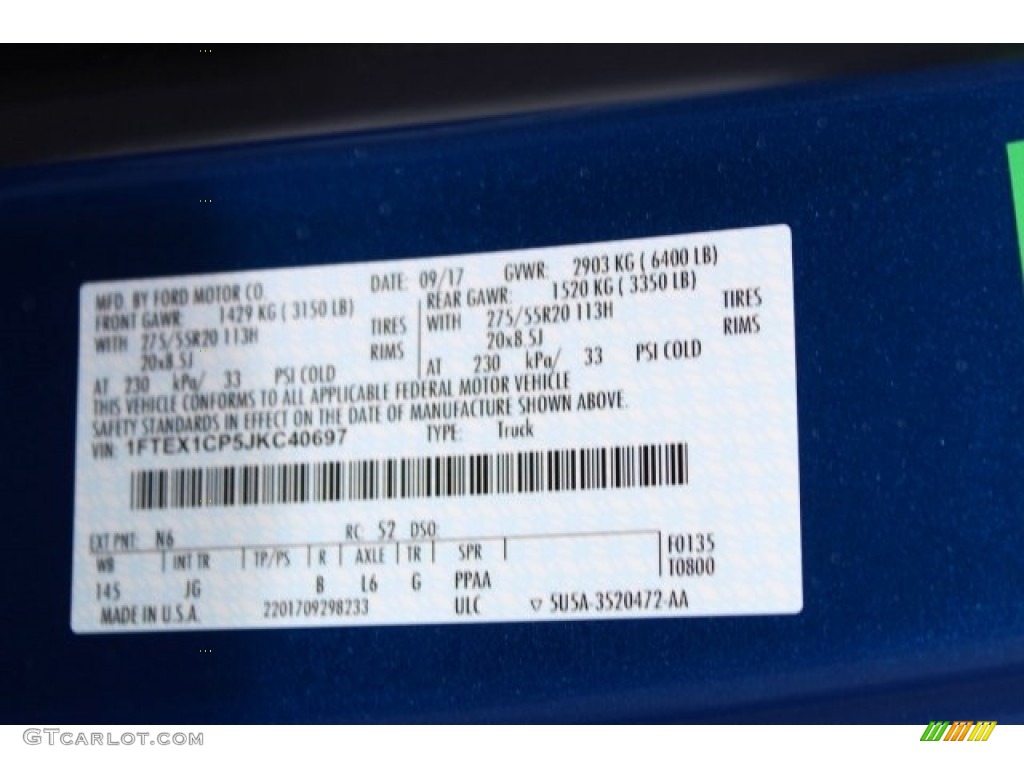 MFD. BY FORD MOTOR CO.
DATE: 09/17 GVWR: 2903 KG ( 6400 LB)
FRONT GAWR: 1429 KG ( 3150 LB) REAR GAWR: 1520 KG ( 3350 LB)
WITH 275/55R20 113H TIRES WITH 275/55R20 113H TIRES
20x8.5J RIMS 20x8.5J RIMS
AT 230 kPa/ 33 PSI COLD AT 230 kPa/ 33 PSI COLD
THIS VEHICLE CONFORMS TO ALL APPLICABLE FEDERAL MOTOR VEHICLE
SAFETY STANDARDS IN EFFECT ON THE DATE OF MANUFACTURE SHOWN ABOVE.
VIN: 1FTEX1CP5JKC40697 TYPE: Truck
EXT PNT: N6 RC: 52 DSO:
WB INT TR TP/PS R AXLE TR SPR F0135
145 JG B L6 G PPAA T0800
MADE IN U.S.A. 2201709298233 ULC ▽ 5U5A-3520472-AA
GTCARLOT.COM